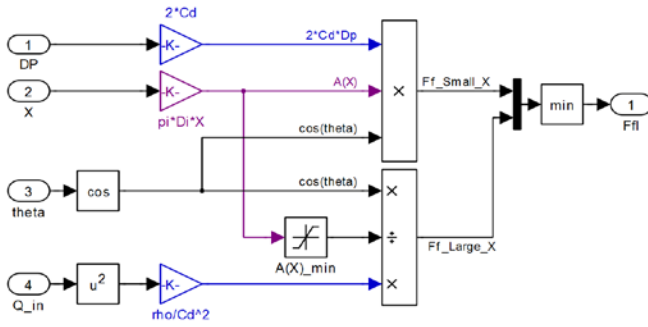 2*Cd
1
DP
-K-
2*Cd*Dp
2
X
-K-
A(X)
pi*Di*X
×
Ff_Small_X
min
1
Ffl
cos(theta)
3
theta
cos
cos(theta)
×
÷
×
A(X)_min
Ff_Large_X
4
Q_in
u²
-K-
rho/Cd^2